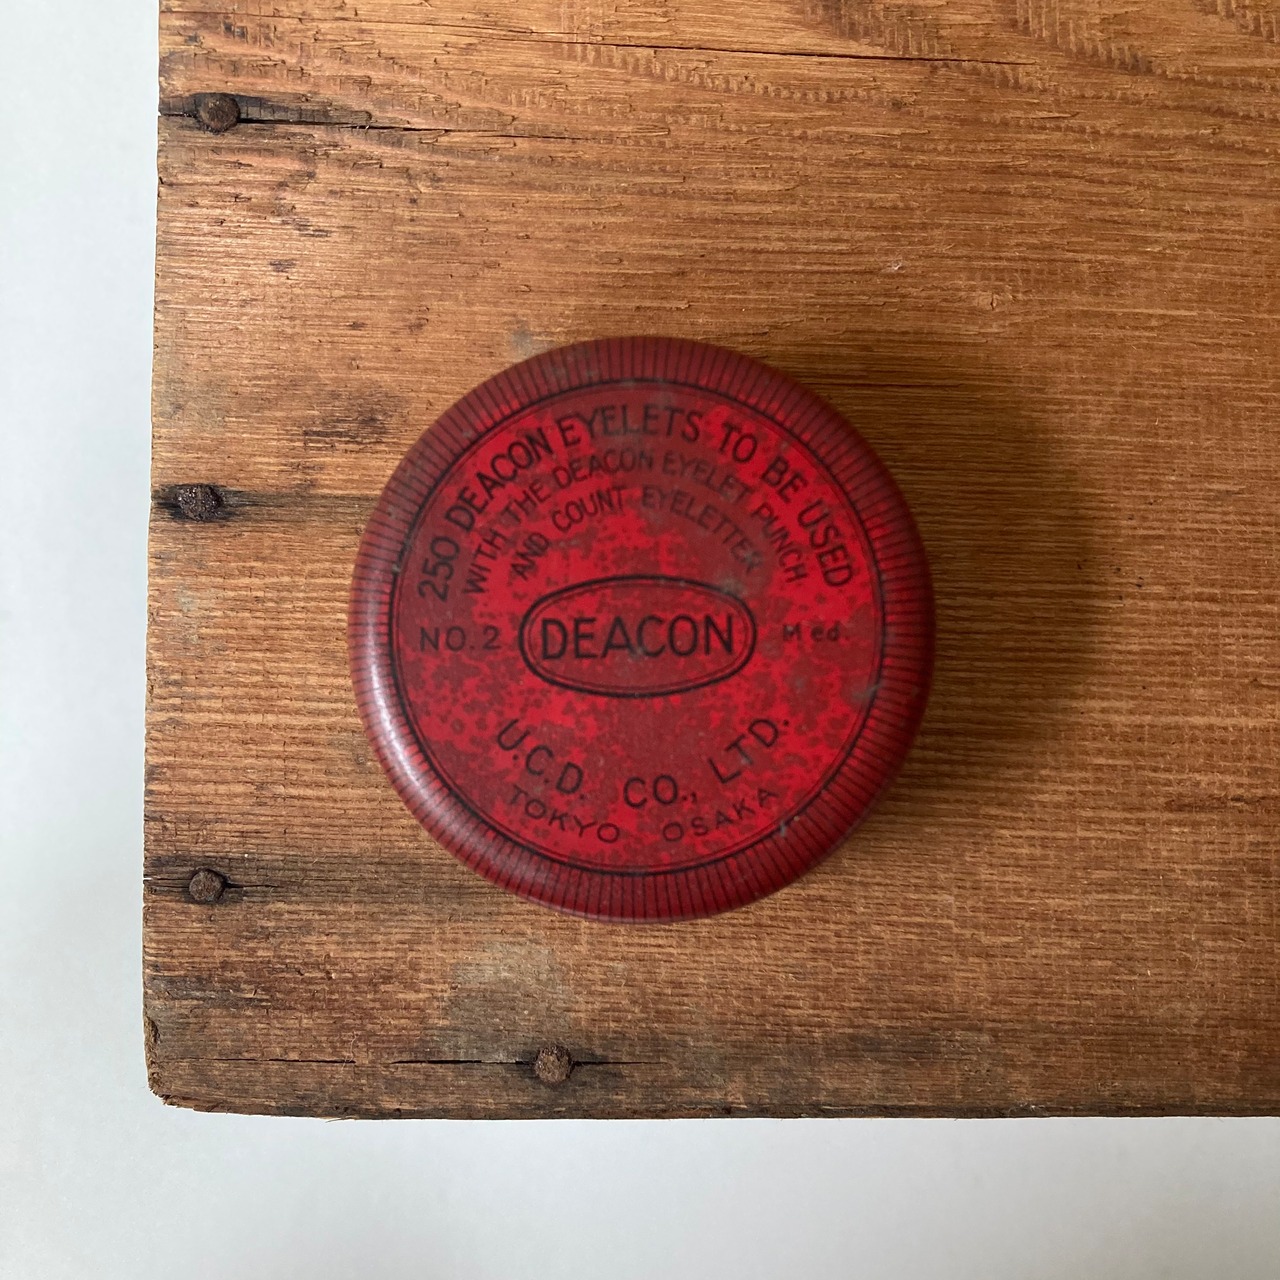 250 DEACON EYELETS TO BE USED
WITH THE DEACON EYELET PUNCH
AND COUNT EYELETTER
NO. 2 DEACON Med.
U.C.D. CO., LTD.
TOKYO OSAKA